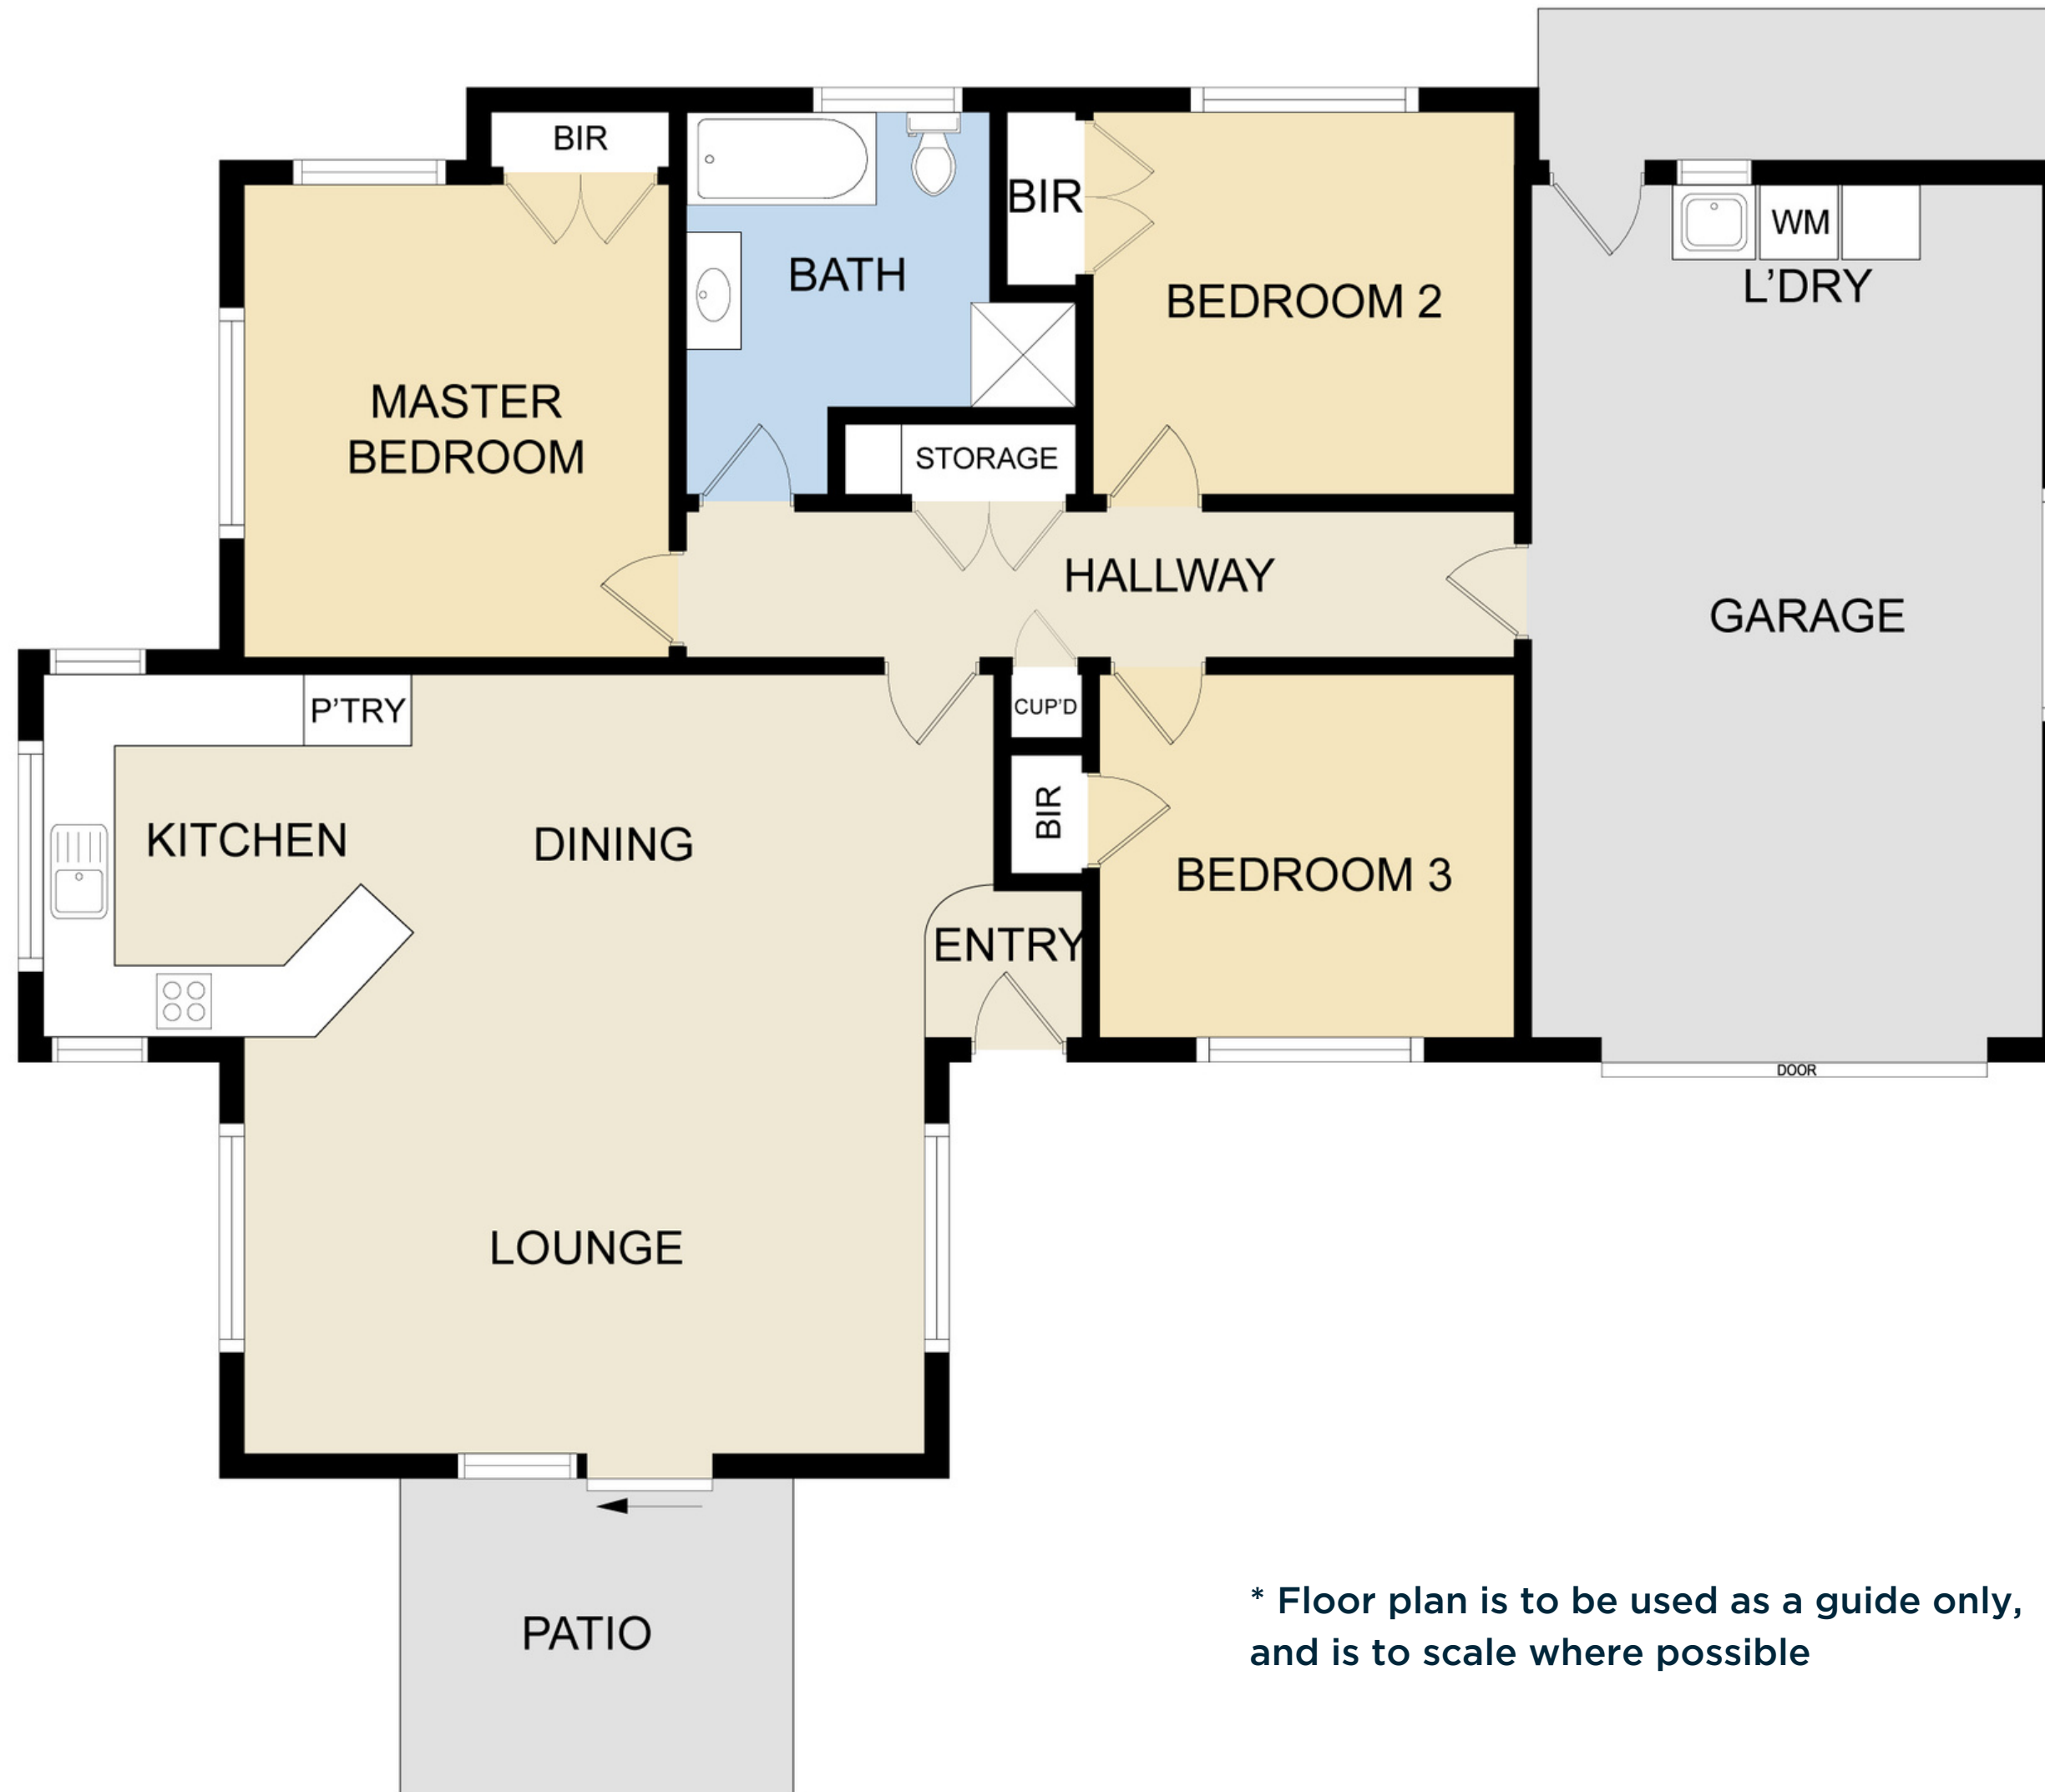 BIR
BIR
WM
L'DRY
BATH
BEDROOM 2
MASTER
BEDROOM
STORAGE
HALLWAY
GARAGE
P'TRY
CUP'D
KITCHEN
DINING
BIR
BEDROOM 3
ENTRY
DOOR
LOUNGE
PATIO
* Floor plan is to be used as a guide only,
and is to scale where possible